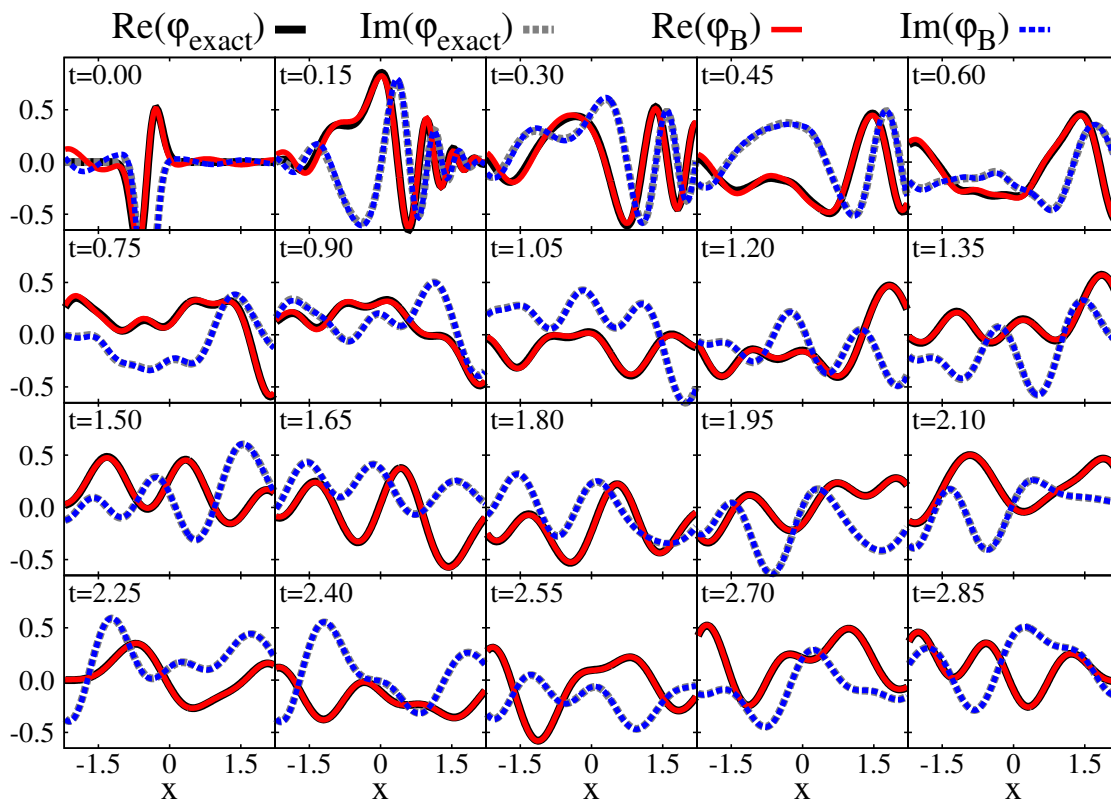 Re(φexact) Im(φexact) Re(φB) Im(φB)
t=0.00 t=0.15 t=0.30 t=0.45 t=0.60
0.5
0.0
-0.5
t=0.75 t=0.90 t=1.05 t=1.20 t=1.35
0.5
0.0
-0.5
t=1.50 t=1.65 t=1.80 t=1.95 t=2.10
0.5
0.0
-0.5
t=2.25 t=2.40 t=2.55 t=2.70 t=2.85
0.5
0.0
-0.5
-1.5 0 1.5 -1.5 0 1.5 -1.5 0 1.5 -1.5 0 1.5 -1.5 0 1.5
x x x x x